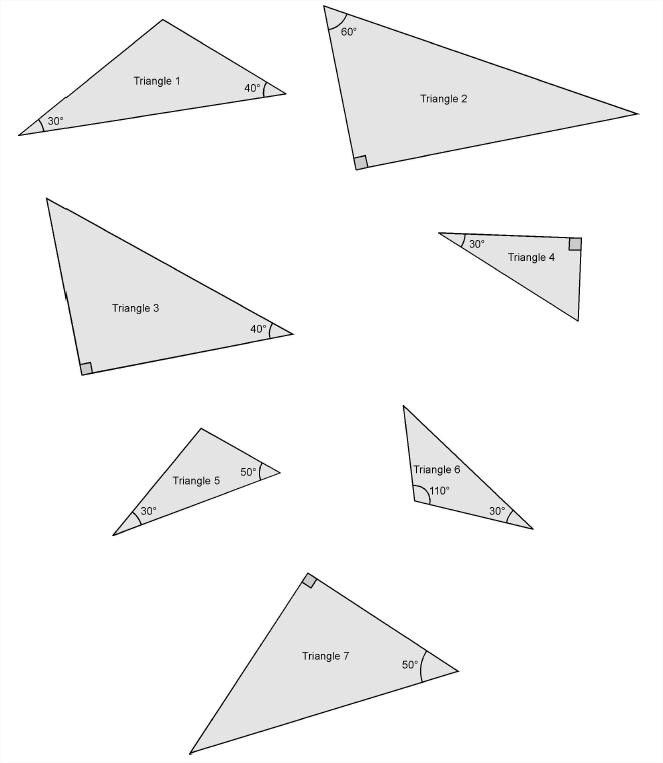 Triangle 1
30°
40°
60°
Triangle 2
Triangle 3
40°
30°
Triangle 4
Triangle 5
30°
50°
Triangle 6
110°
30°
Triangle 7
50°